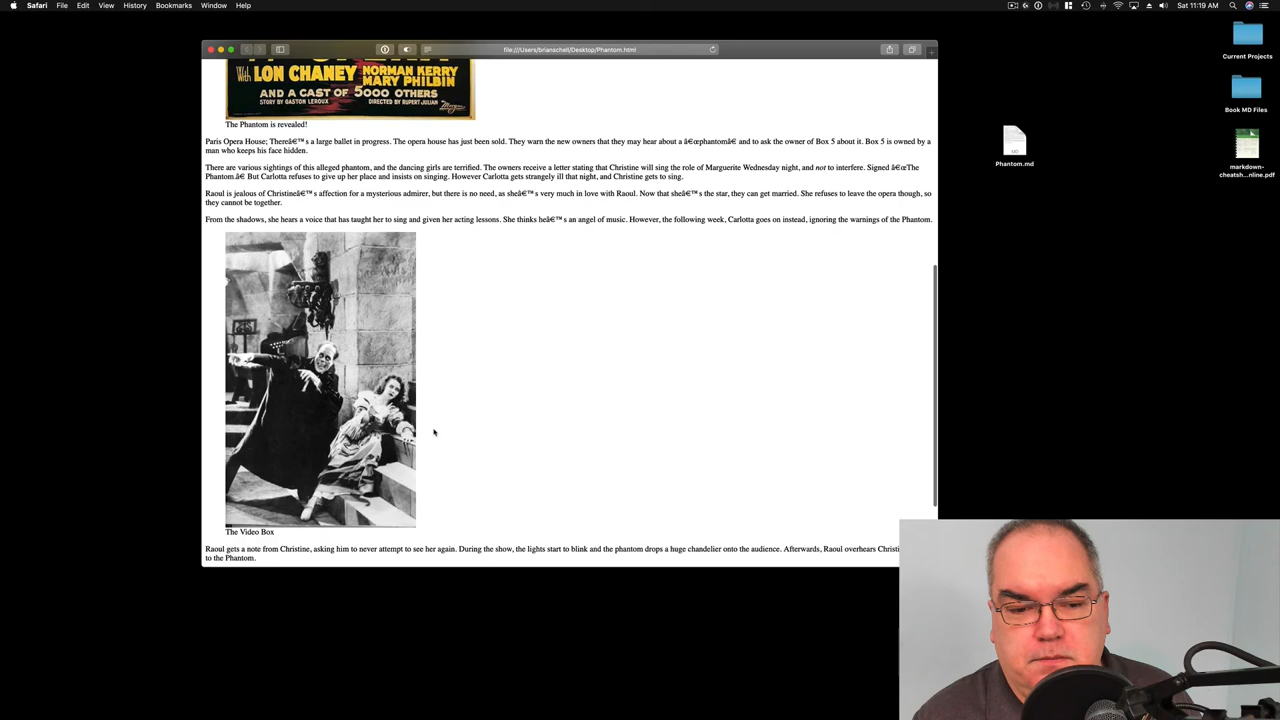 Safari File Edit View History Bookmarks Window Help
Sat 11:19 AM
file:///Users/brianschell/Desktop/Phantom.html
With LON CHANEY NORMAN KERRY
MARY PHILBIN
AND A CAST OF 5000 OTHERS
STORY BY GASTON LEROUX DIRECTED BY RUPERT JULIAN
The Phantom is revealed!
Paris Opera House; Thereâ€™s a large ballet in progress. The opera house has just been sold. They warn the new owners that they may hear about a â€œphantomâ€ and to ask the owner of Box 5 about it. Box 5 is owned by a
man who keeps his face hidden.
There are various sightings of this alleged phantom, and the dancing girls are terrified. The owners receive a letter stating that Christine will sing the role of Marguerite Wednesday night, and not to interfere. Signed â€œThe
Phantom.â€ But Carlotta refuses to give up her place and insists on singing. However Carlotta gets strangely ill that night, and Christine gets to sing.
Raoul is jealous of Christineâ€™s affection for a mysterious admirer, but there is no need, as sheâ€™s very much in love with Raoul. Now that sheâ€™s the star, they can get married. She refuses to leave the opera though, so
they cannot be together.
From the shadows, she hears a voice that has taught her to sing and given her acting lessons. She thinks heâ€™s an angel of music. However, the following week, Carlotta goes on instead, ignoring the warnings of the Phantom.
The Video Box
Raoul gets a note from Christine, asking him to never attempt to see her again. During the show, the lights start to blink and the phantom drops a huge chandelier onto the audience. Afterwards, Raoul overhears Christi
to the Phantom.
Current Projects
Book MD Files
MD
Phantom.md
markdown-
cheatsh...nline.pdf